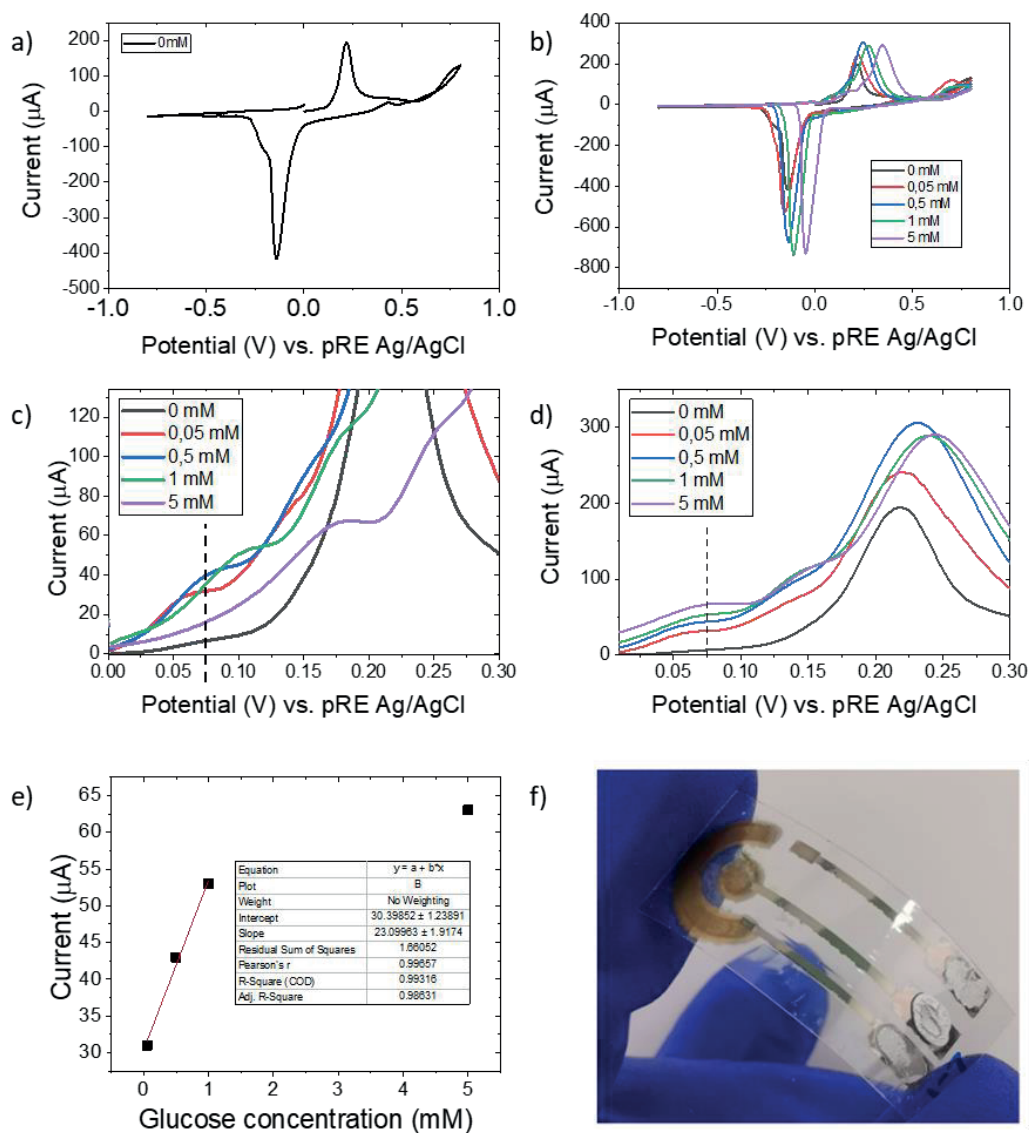 a)
0mM
200
100
0
-100
-200
-300
-400
-500
-1.0
-0.5
0.0
0.5
1.0
Current (µA)
Potential (V) vs. pRE Ag/AgCl
b)
400
200
0
-200
-400
-600
-800
-1.0
-0.5
0.0
0.5
1.0
0 mM
0,05 mM
0,5 mM
1 mM
5 mM
Current (µA)
Potential (V) vs. pRE Ag/AgCl
c)
0 mM
0,05 mM
0,5 mM
1 mM
5 mM
120
100
80
60
40
20
0
0.00
0.05
0.10
0.15
0.20
0.25
0.30
Current (µA)
Potential (V) vs. pRE Ag/AgCl
d)
0 mM
0,05 mM
0,5 mM
1 mM
5 mM
300
200
100
0
0.05
0.10
0.15
0.20
0.25
0.30
Current (µA)
Potential (V) vs. pRE Ag/AgCl
e)
65
60
55
50
45
40
35
30
0
1
2
3
4
5
Current (µA)
Glucose concentration (mM)
Equation y = a + b*x
Plot B
Weight No Weighting
Intercept 30.39852 ± 1.23891
Slope 23.09963 ± 1.9174
Residual Sum of Squares 1.66052
Pearson's r 0.99657
R-Square (COD) 0.99316
Adj. R-Square 0.98631
f)